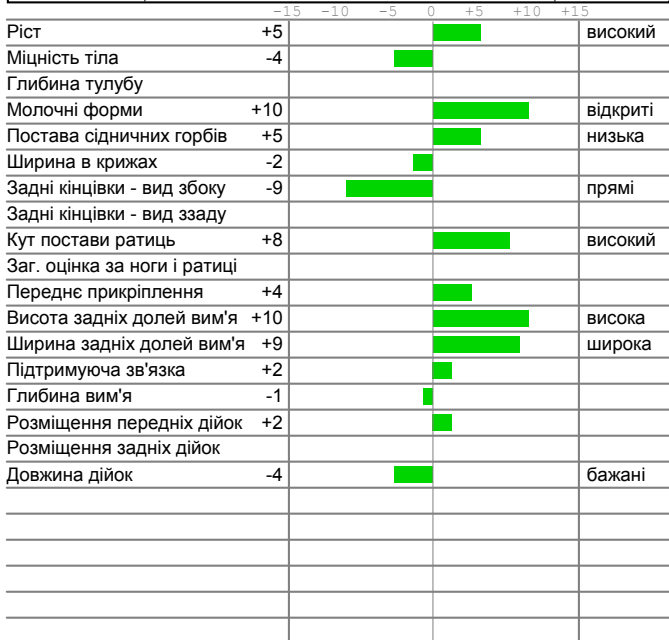 -15 -10 -5 0 +5 +10 +15
Ріст +5 високий
Міцність тіла -4
Глибина тулубу
Молочні форми +10 відкриті
Постава сідничних горбів +5 низька
Ширина в крижах -2
Задні кінцівки - вид збоку -9 прямі
Задні кінцівки - вид ззаду
Кут постави ратиць +8 високий
Заг. оцінка за ноги і ратиці
Переднє прикріплення +4
Висота задніх долей вим'я +10 висока
Ширина задніх долей вим'я +9 широка
Підтримуюча зв'язка +2
Глибина вим'я -1
Розміщення передніх дійок +2
Розміщення задніх дійок
Довжина дійок -4 бажані